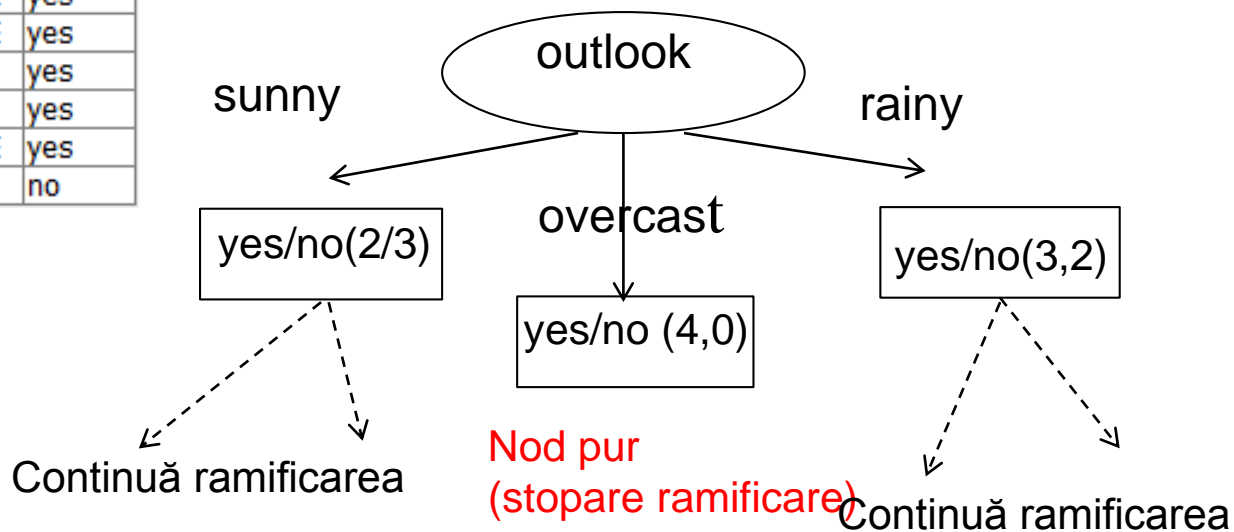 yes
yes
yes
yes
yes
no
outlook
sunny
rainy
overcast
yes/no(2/3)
yes/no (4,0)
yes/no(3,2)
Nod pur
(stopare ramificare)
Continuă ramificarea
Continuă ramificarea